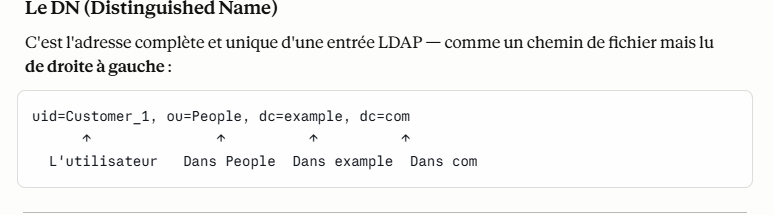 Le DN (Distinguished Name)
C'est l'adresse complète et unique d'une entrée LDAP — comme un chemin de fichier mais lu
de droite à gauche :
uid=Customer_1, ou=People, dc=example, dc=com
↑ ↑ ↑ ↑
L'utilisateur Dans People Dans example Dans com